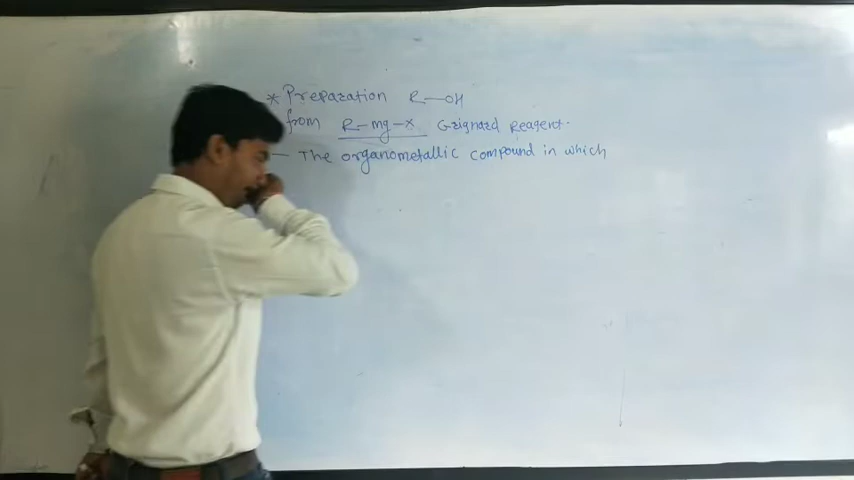 * Preparation R-OH
from R-mg-X Grignard Reagent.
- The organometallic compound in which